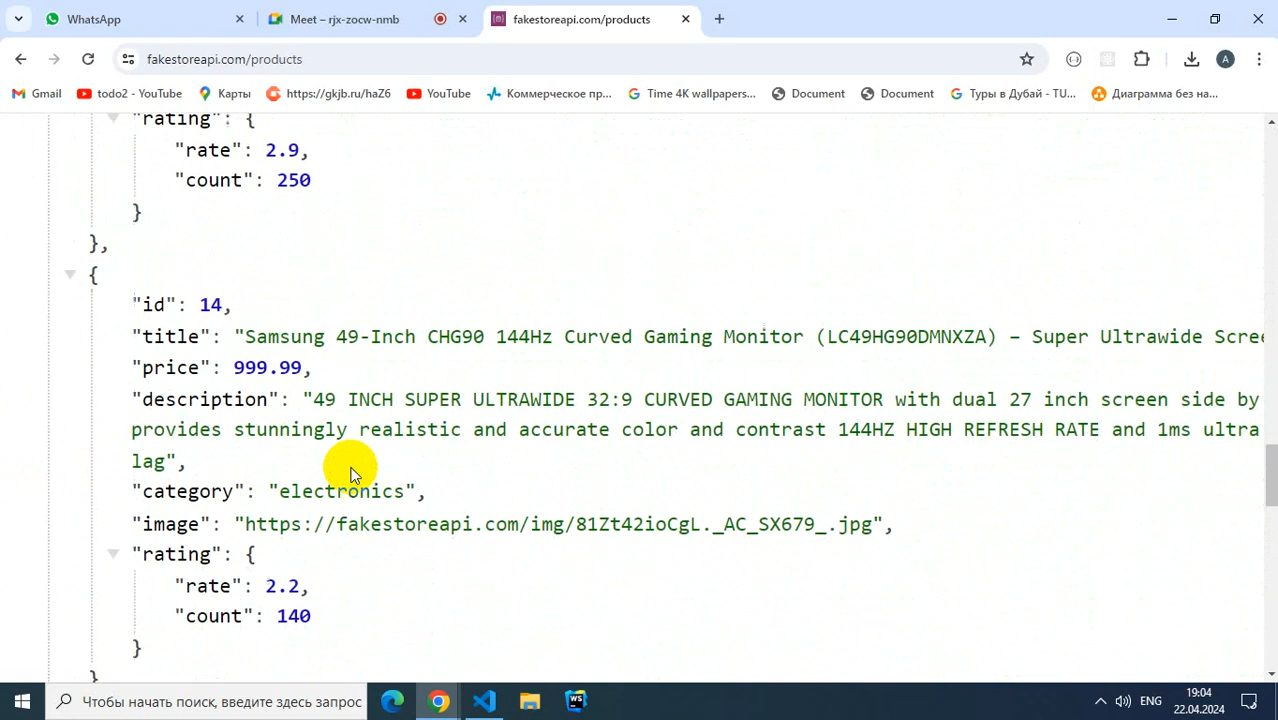 WhatsApp
Meet – rjx-zocw-nmb
fakestoreapi.com/products
fakestoreapi.com/products
A
Gmail
todo2 - YouTube
Карты
https://gkjb.ru/haZ6
YouTube
Коммерческое пр...
Time 4K wallpapers...
Document
Document
Туры в Дубай - TU...
Диаграмма без на...
"rating": {
"rate": 2.9,
"count": 250
}
},
{
"id": 14,
"title": "Samsung 49-Inch CHG90 144Hz Curved Gaming Monitor (LC49HG90DMNXZA) – Super Ultrawide Scree
"price": 999.99,
"description": "49 INCH SUPER ULTRAWIDE 32:9 CURVED GAMING MONITOR with dual 27 inch screen side by
provides stunningly realistic and accurate color and contrast 144HZ HIGH REFRESH RATE and 1ms ultra
lag",
"category": "electronics",
"image": "https://fakestoreapi.com/img/81Zt42ioCgL._AC_SX679_.jpg",
"rating": {
"rate": 2.2,
"count": 140
}
}
Чтобы начать поиск, введите здесь запрос
WS
ENG
19:04
22.04.2024